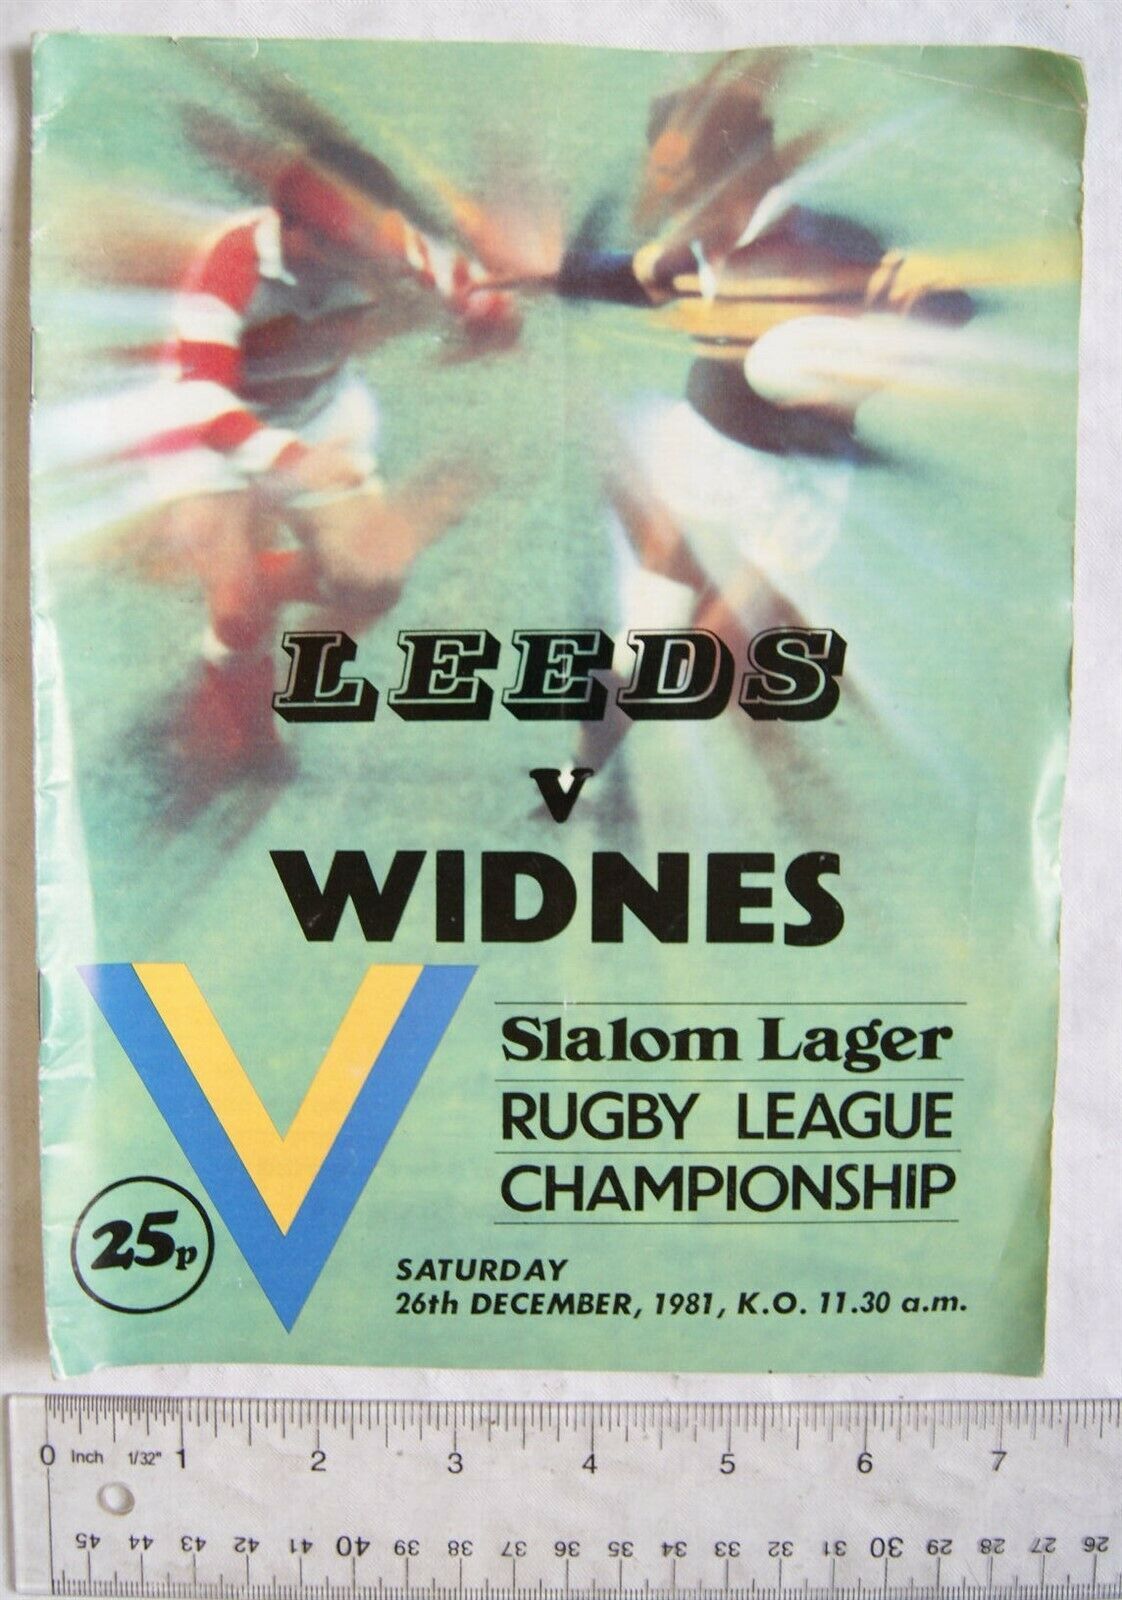 LEEDS
V
WIDNES
Slalom Lager
RUGBY LEAGUE
CHAMPIONSHIP
25p
SATURDAY
26th DECEMBER, 1981, K.O. 11.30 a.m.
0 Inch 1/32" 1 2 3 4 5 6 7
45 44 43 42 41 40 39 38 37 36 35 34 33 32 31 30 29 28 27 26